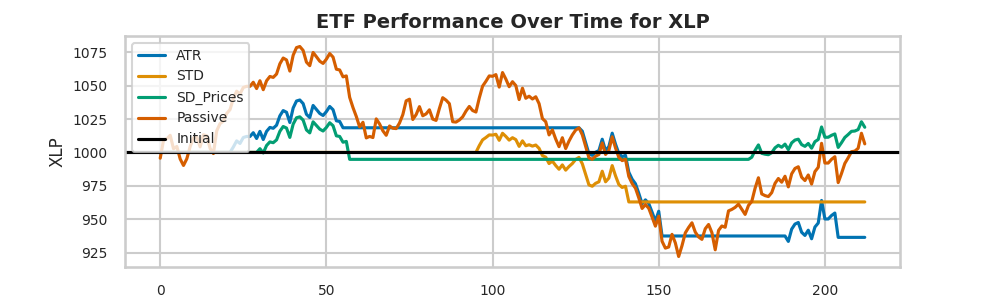 ETF Performance Over Time for XLP
XLP
1075
1050
1025
1000
975
950
925
ATR
STD
SD_Prices
Passive
Initial
0 50 100 150 200